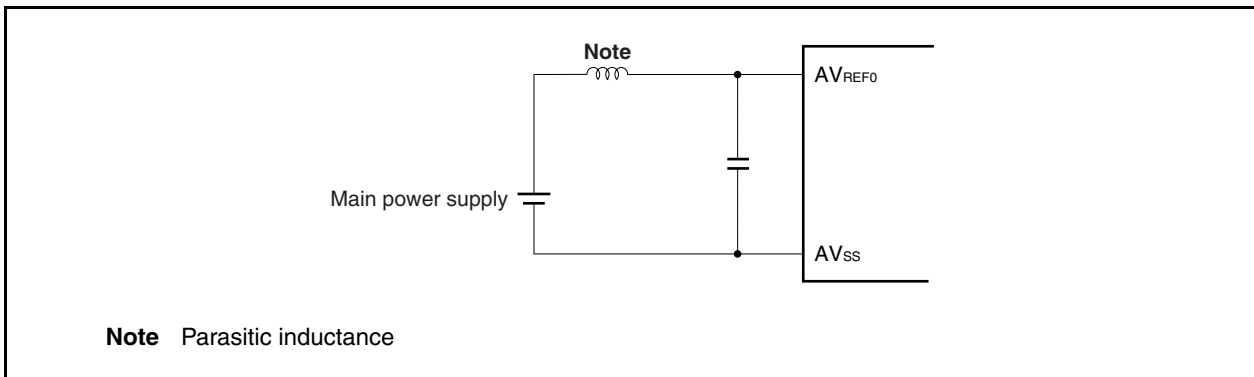 Note
AVREF0
Main power supply
AVSS
Note Parasitic inductance